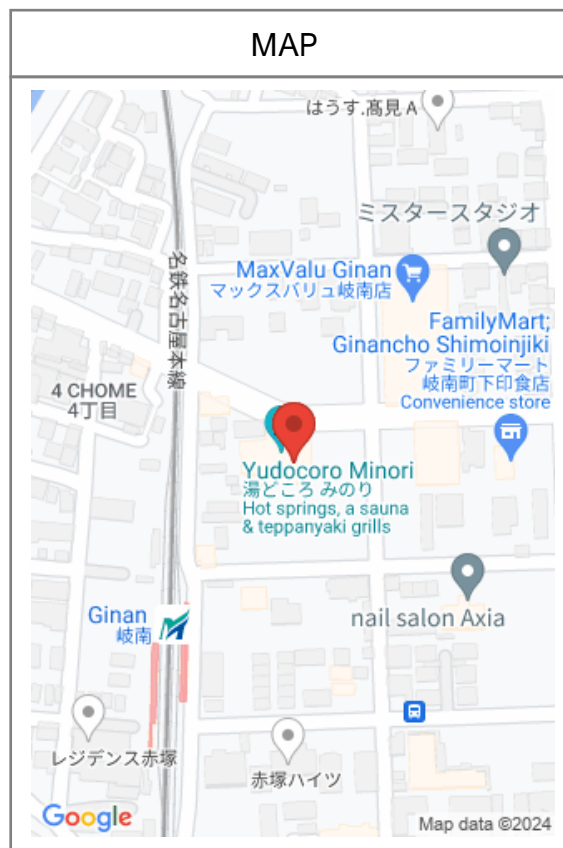 MAP
はうす.髙見 A
ミスタースタジオ
MaxValu Ginan
マックスバリュ岐南店
名鉄名古屋本線
FamilyMart;
Ginancho Shimoinjiki
ファミリーマート
岐南町下印食店
Convenience store
4 CHOME
4丁目
Yudocoro Minori
湯どころ みのり
Hot springs, a sauna
& teppanyaki grills
nail salon Axia
Ginan
岐南
レジデンス赤塚
赤塚ハイツ
Google
Map data ©2024